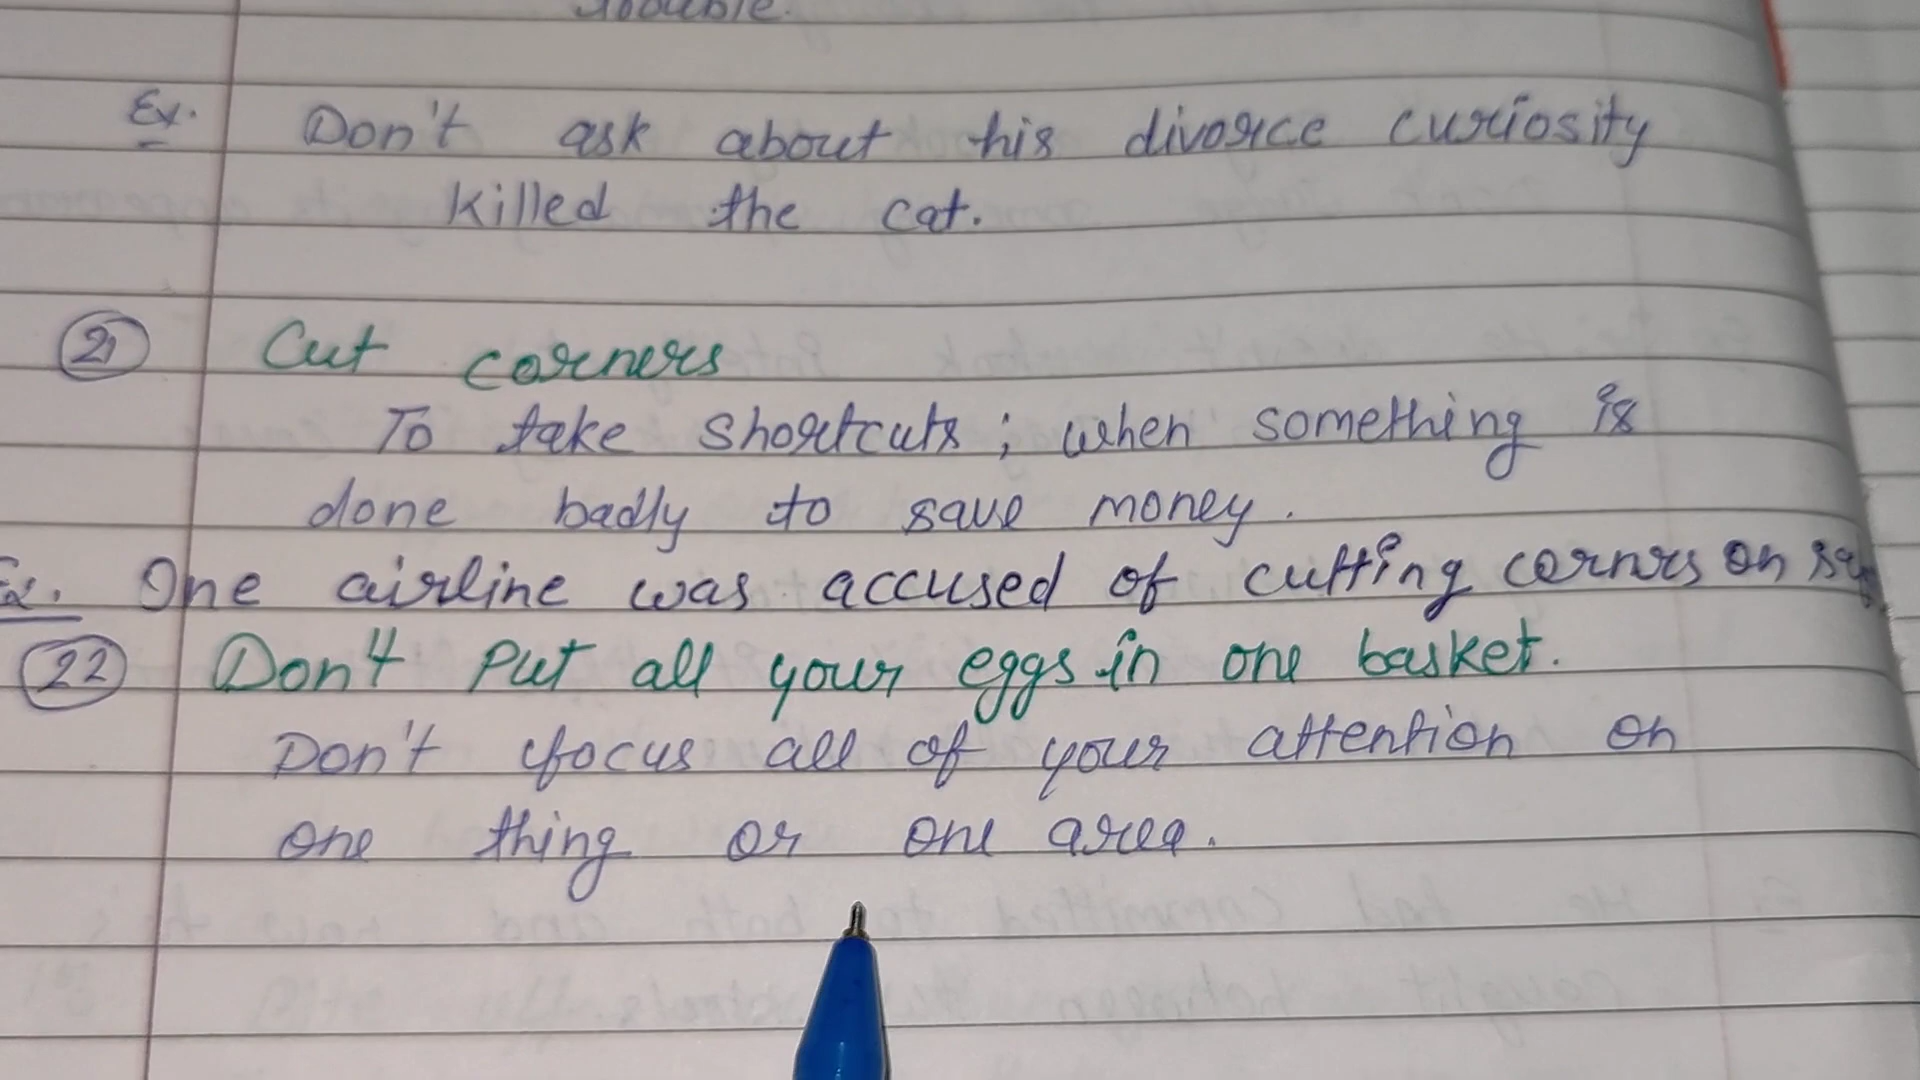 Ex. Don't ask about his divorce curiosity
killed the cat.
21 Cut corners
To take shortcuts; when something is
done badly to save money.
Ex. One airline was accused of cutting corners on
22 Don't Put all your eggs in one basket.
Don't focus all of your attention on
one thing or one area.